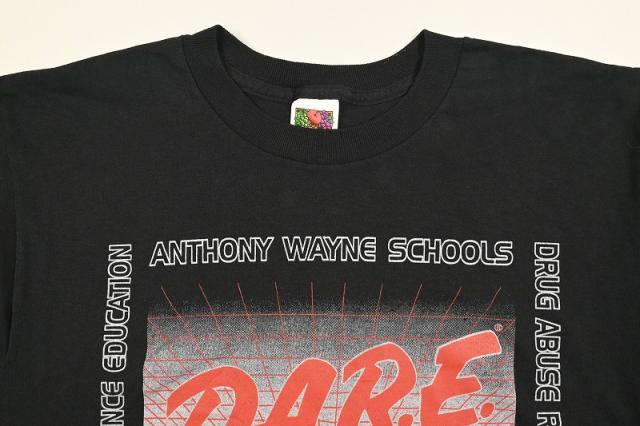 ANTHONY WAYNE SCHOOLS
DRUG ABUSE R
NCE EDUCATION
D.A.R.E.®